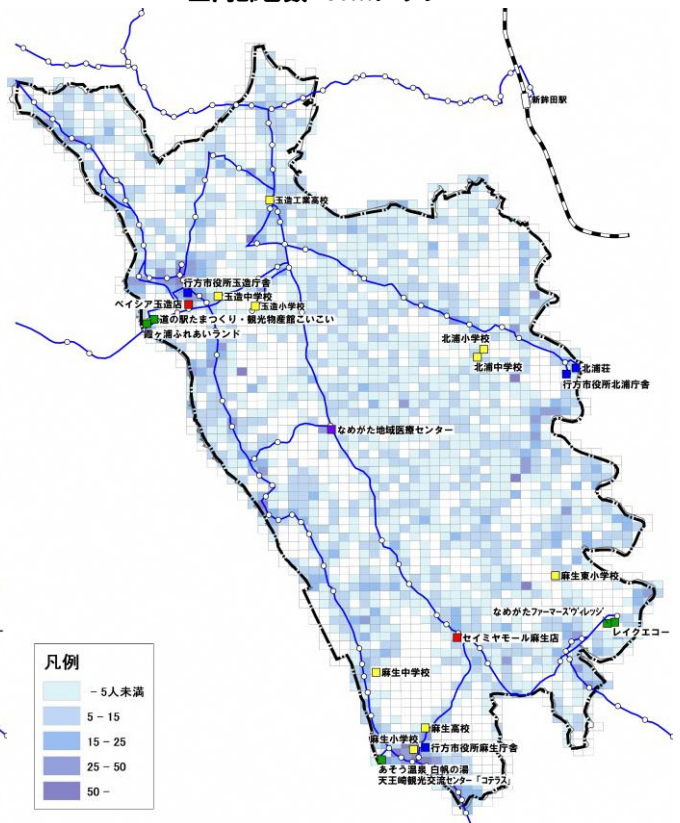 新鉾田駅
玉造工業高校
行方市役所玉造庁舎
ベイシア玉造店
玉造中学校
玉造小学校
道の駅たまつくり・観光物産館こいこい
霞ヶ浦ふれあいランド
北浦小学校
北浦中学校
北浦荘
行方市役所北浦庁舎
なめがた地域医療センター
麻生東小学校
なめがたファーマーズヴィレッジ
レイクエコー
セイミヤモール麻生店
麻生中学校
麻生高校
麻生小学校
行方市役所麻生庁舎
あそう温泉 白帆の湯
天王崎観光交流センター「コテラス」
凡例
- 5人未満
5 - 15
15 - 25
25 - 50
50 -